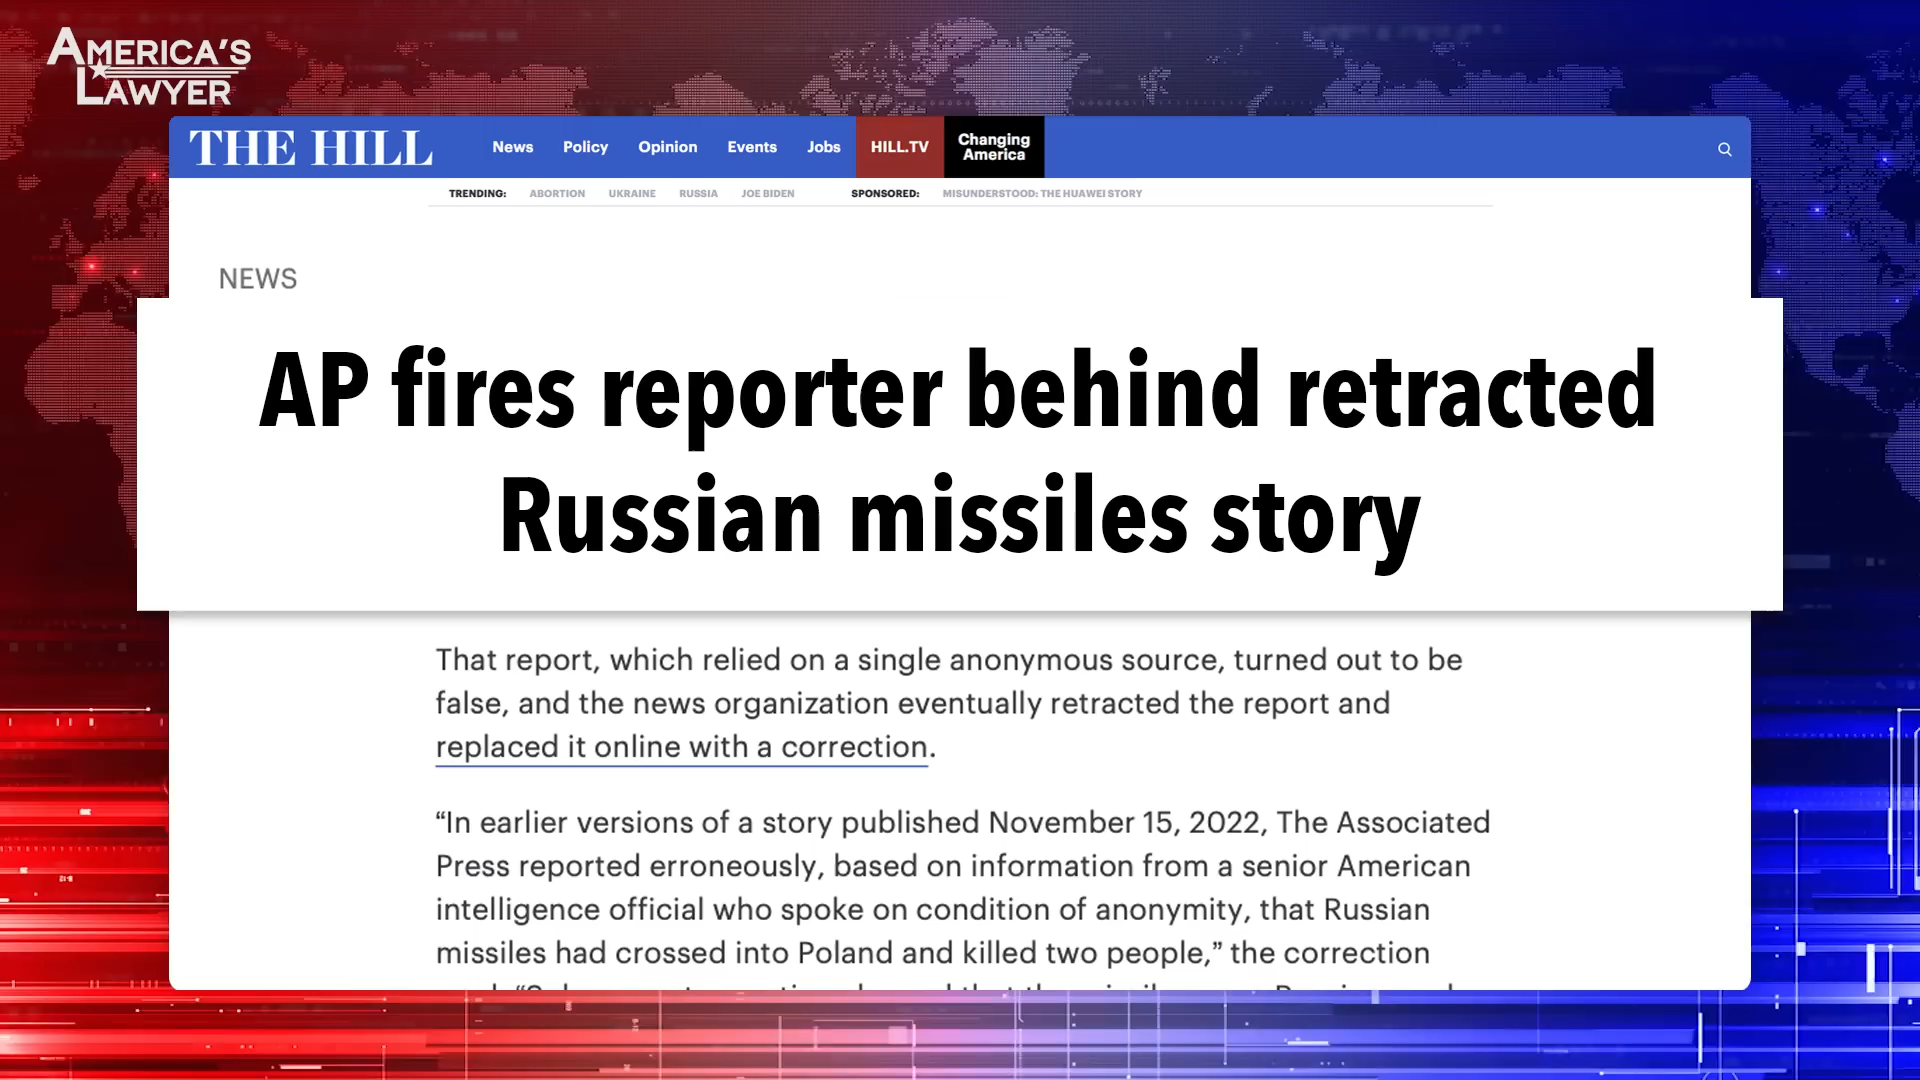 AMERICA'S
LAWYER
THE HILL
News Policy Opinion Events Jobs HILL.TV Changing America
TRENDING: ABORTION UKRAINE RUSSIA JOE BIDEN SPONSORED: MISUNDERSTOOD: THE HUAWEI STORY
NEWS
AP fires reporter behind retracted
Russian missiles story
That report, which relied on a single anonymous source, turned out to be
false, and the news organization eventually retracted the report and
replaced it online with a correction.
“In earlier versions of a story published November 15, 2022, The Associated
Press reported erroneously, based on information from a senior American
intelligence official who spoke on condition of anonymity, that Russian
missiles had crossed into Poland and killed two people,” the correction